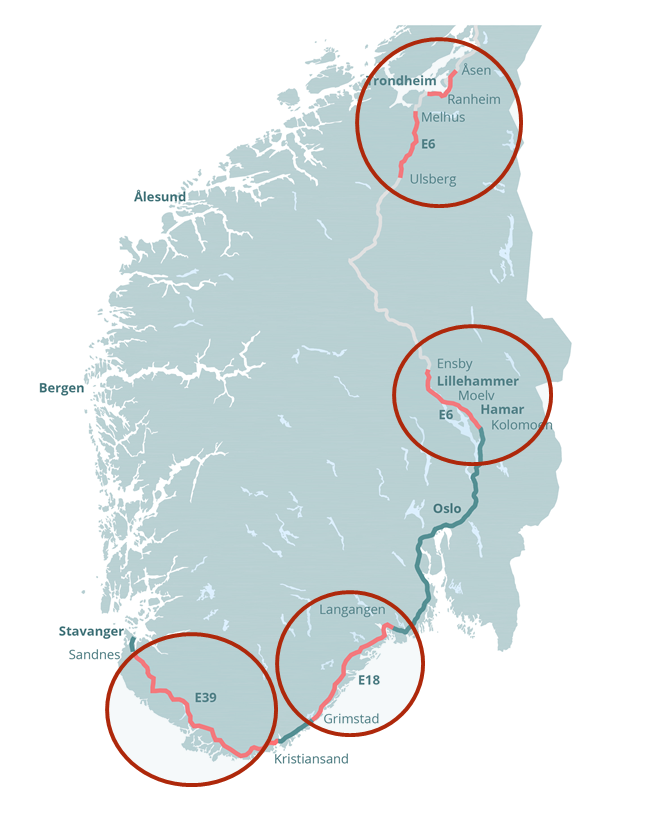 Åsen
Trondheim
Ranheim
Melhus
E6
Ulsberg
Ålesund
Ensby
Lillehammer
Bergen
Moelv
Hamar
E6
Kolomoen
Oslo
Langangen
Stavanger
Sandnes
E18
E39
Grimstad
Kristiansand